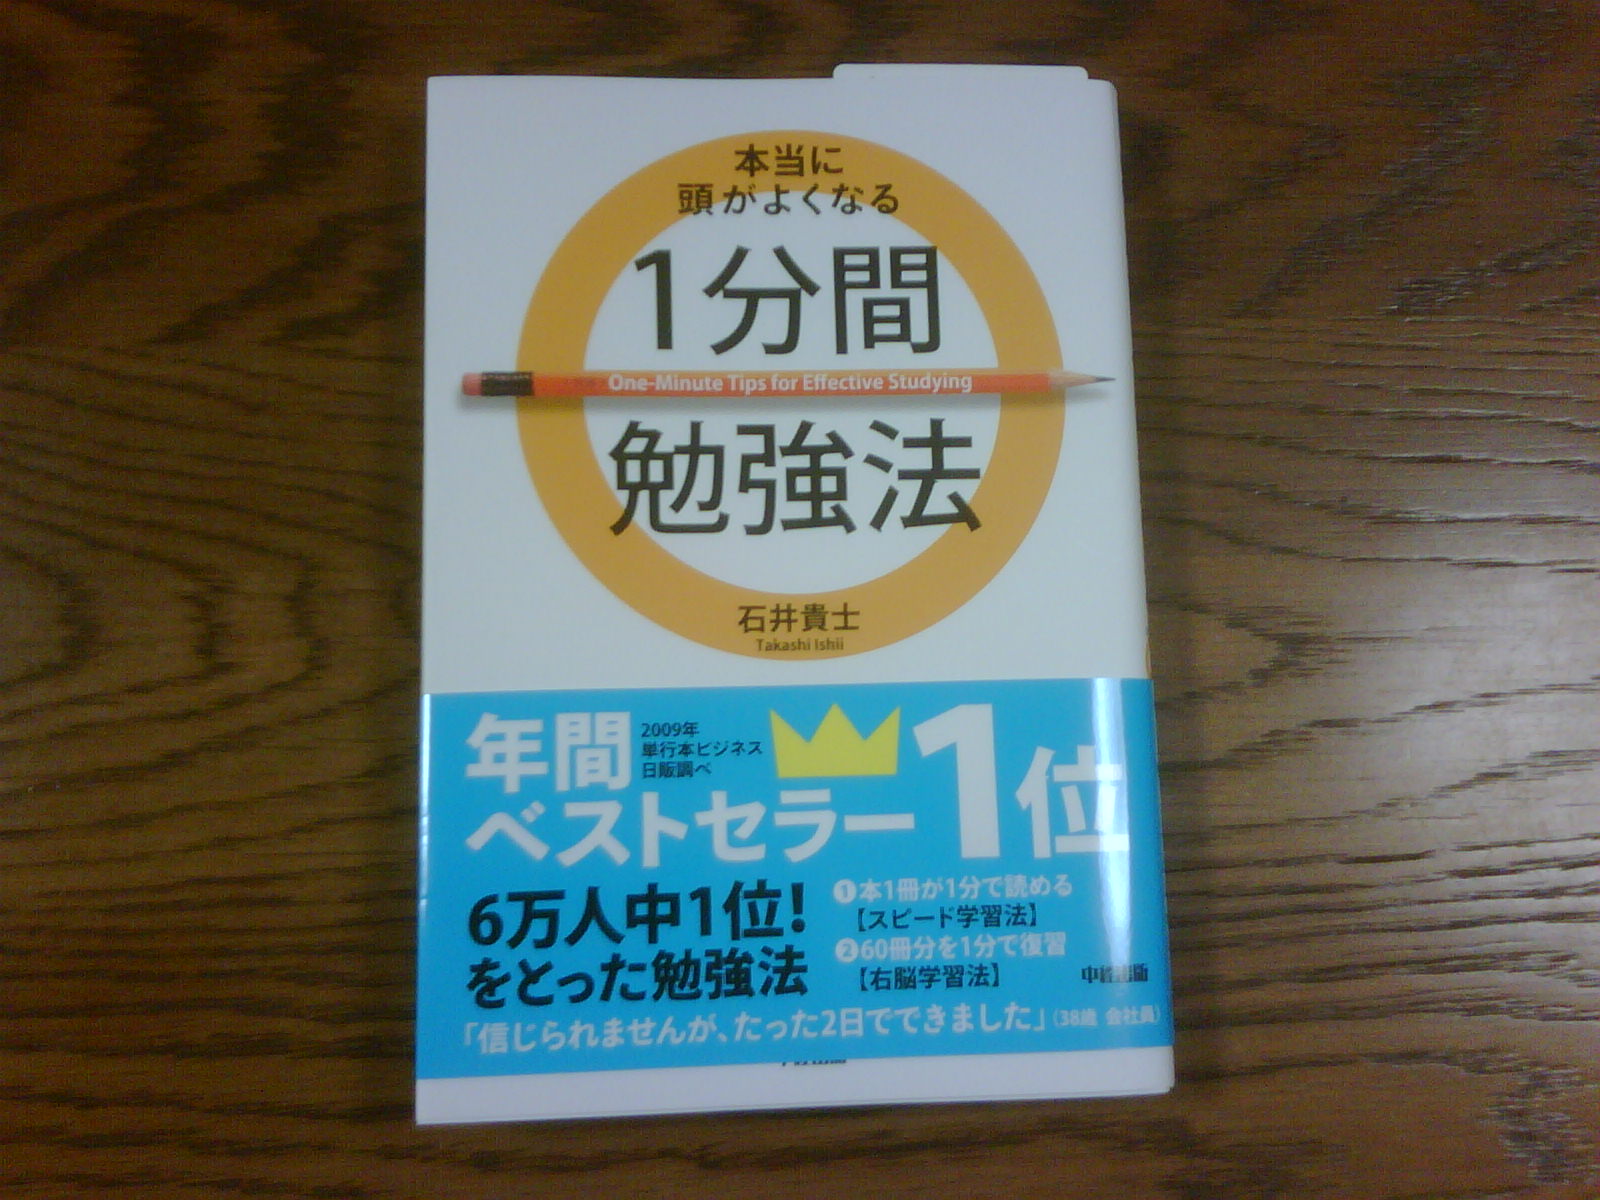 本当に
頭がよくなる
1分間
One-Minute Tips for Effective Studying
勉強法
石井貴士
Takashi Ishii
年間
2009年
単行本ビジネス
日販調べ
ベストセラー
1位
6万人中1位!
をとった勉強法
❶本1冊が1分で読める
【スピード学習法】
❷60冊分を1分で復習
【右脳学習法】
中経出版
「信じられませんが、たった2日でできました」(38歳 会社員)